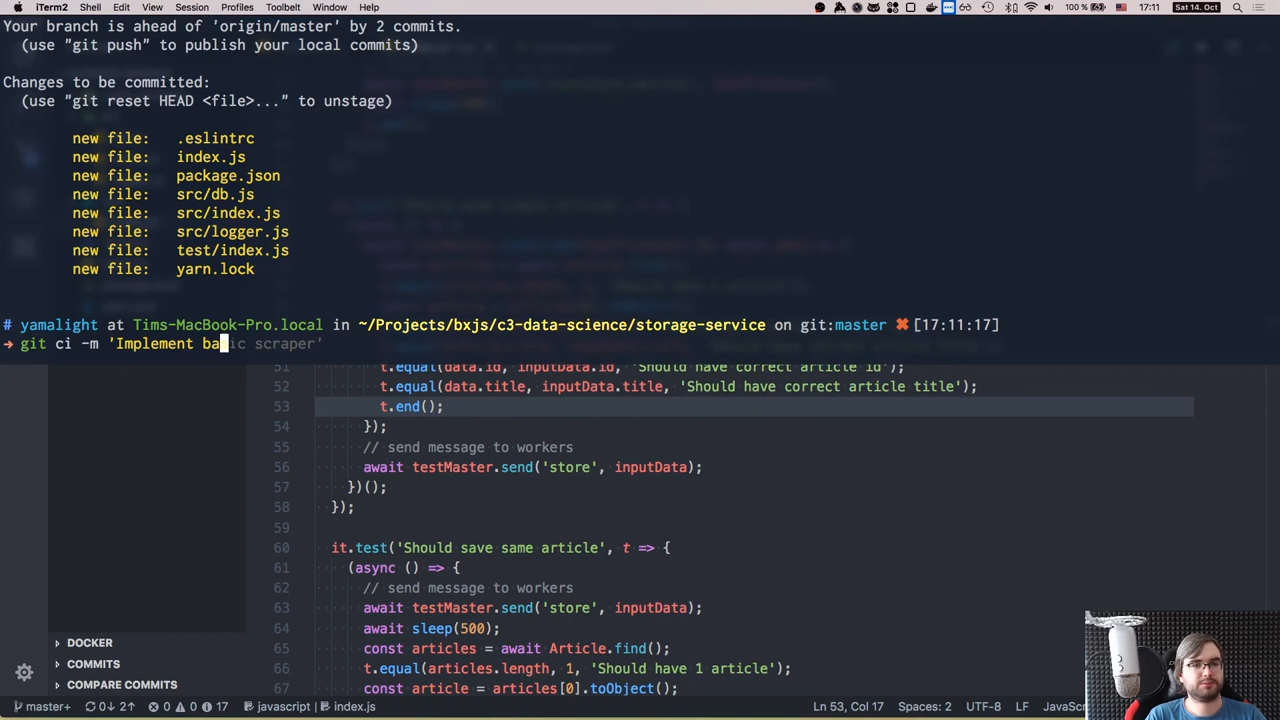 iTerm2 Shell Edit View Session Profiles Toolbelt Window Help 100 % 17:11 Sat 14. Oct
Your branch is ahead of 'origin/master' by 2 commits.
(use "git push" to publish your local commits)
Changes to be committed:
(use "git reset HEAD <file>..." to unstage)
new file: .eslintrc
new file: index.js
new file: package.json
new file: src/db.js
new file: src/index.js
new file: src/logger.js
new file: test/index.js
new file: yarn.lock
# yamalight at Tims-MacBook-Pro.local in ~/Projects/bxjs/c3-data-science/storage-service on git:master ✖ [17:11:17]
→ git ci -m 'Implement basic scraper'
51 t.equal(data.id, inputData.id, 'Should have correct article id');
52 t.equal(data.title, inputData.title, 'Should have correct article title');
53 t.end();
54 });
55 // send message to workers
56 await testMaster.send('store', inputData);
57 })();
58 });
59
60 it.test('Should save same article', t => {
61 (async () => {
62 // send message to workers
63 await testMaster.send('store', inputData);
64 await sleep(500);
65 const articles = await Article.find();
66 t.equal(articles.length, 1, 'Should have 1 article');
67 const article = articles[0].toObject();
DOCKER
COMMITS
COMPARE COMMITS
master+ 0↓ 2↑ 0 0 17 javascript | index.js Ln 53, Col 17 Spaces: 2 UTF-8 LF JavaSc